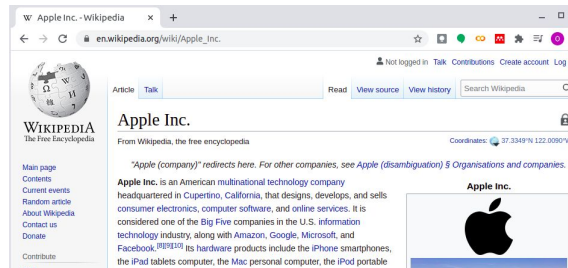 W Apple Inc. - Wikipedia
en.wikipedia.org/wiki/Apple_Inc.
Not logged in Talk Contributions Create account Log
Article Talk Read View source View history Search Wikipedia
WIKIPEDIA
The Free Encyclopedia
Apple Inc.
From Wikipedia, the free encyclopedia
Coordinates: 37.3349°N 122.0090°W
"Apple (company)" redirects here. For other companies, see Apple (disambiguation) § Organisations and companies.
Main page
Contents
Current events
Random article
About Wikipedia
Contact us
Donate
Contribute
Apple Inc. is an American multinational technology company
headquartered in Cupertino, California, that designs, develops, and sells
consumer electronics, computer software, and online services. It is
considered one of the Big Five companies in the U.S. information
technology industry, along with Amazon, Google, Microsoft, and
Facebook.[8][9][10] Its hardware products include the iPhone smartphones,
the iPad tablets computer, the Mac personal computer, the iPod portable
Apple Inc.